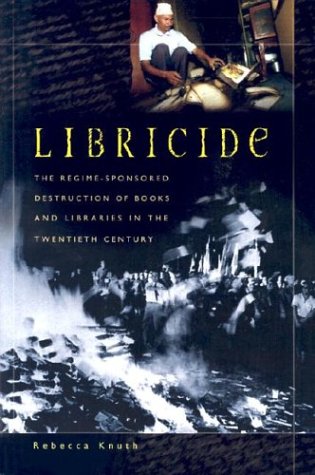 LIBRICIDE
THE REGIME-SPONSORED
DESTRUCTION OF BOOKS
AND LIBRARIES IN THE
TWENTIETH CENTURY
Rebecca Knuth